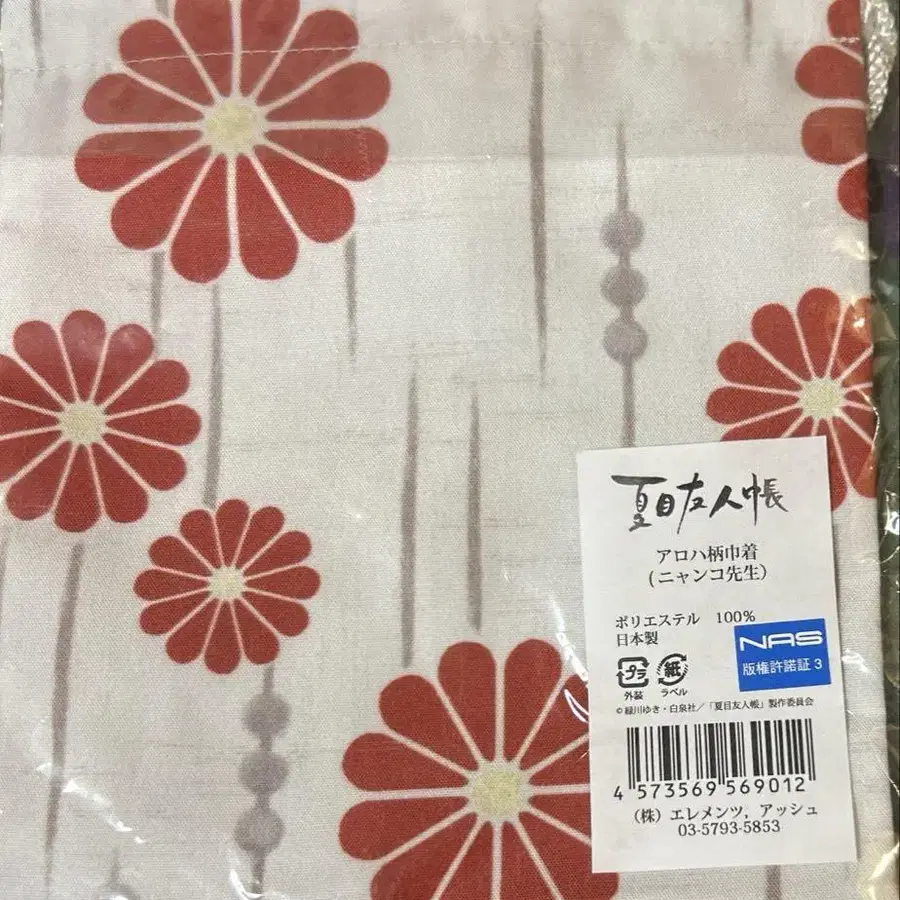 夏目友人帳
アロハ柄巾着
(ニャンコ先生)
ポリエステル 100%
日本製
NAS
版権許諾証 3
プラ 紙
外装 ラベル
© 緑川ゆき・白泉社／「夏目友人帳」製作委員会
4 573569 569012
（株）エレメンツ，アッシュ
03-5793-5853